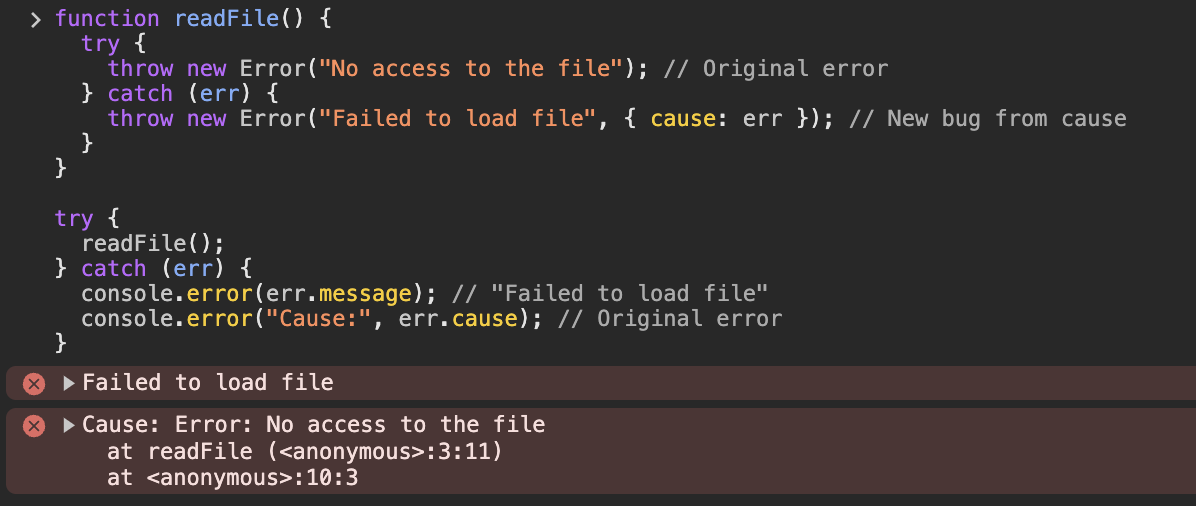 function readFile() {
  try {
    throw new Error("No access to the file"); // Original error
  } catch (err) {
    throw new Error("Failed to load file", { cause: err }); // New bug from cause
  }
}

try {
  readFile();
} catch (err) {
  console.error(err.message); // "Failed to load file"
  console.error("Cause:", err.cause); // Original error
}
Failed to load file
Cause: Error: No access to the file
    at readFile (<anonymous>:3:11)
    at <anonymous>:10:3